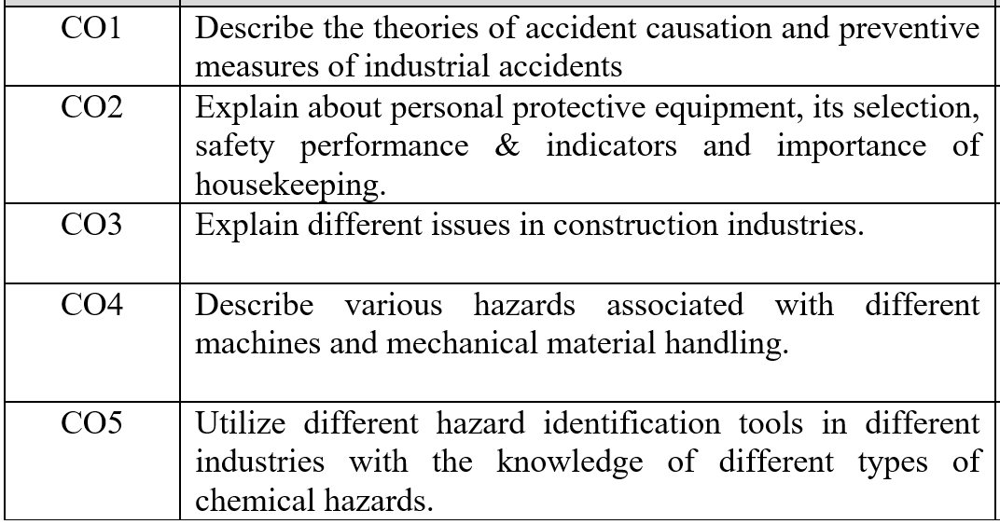 CO1
Describe the theories of accident causation and preventive
measures of industrial accidents
CO2
Explain about personal protective equipment, its selection,
safety performance & indicators and importance of
housekeeping.
CO3
Explain different issues in construction industries.
CO4
Describe various hazards associated with different
machines and mechanical material handling.
CO5
Utilize different hazard identification tools in different
industries with the knowledge of different types of
chemical hazards.